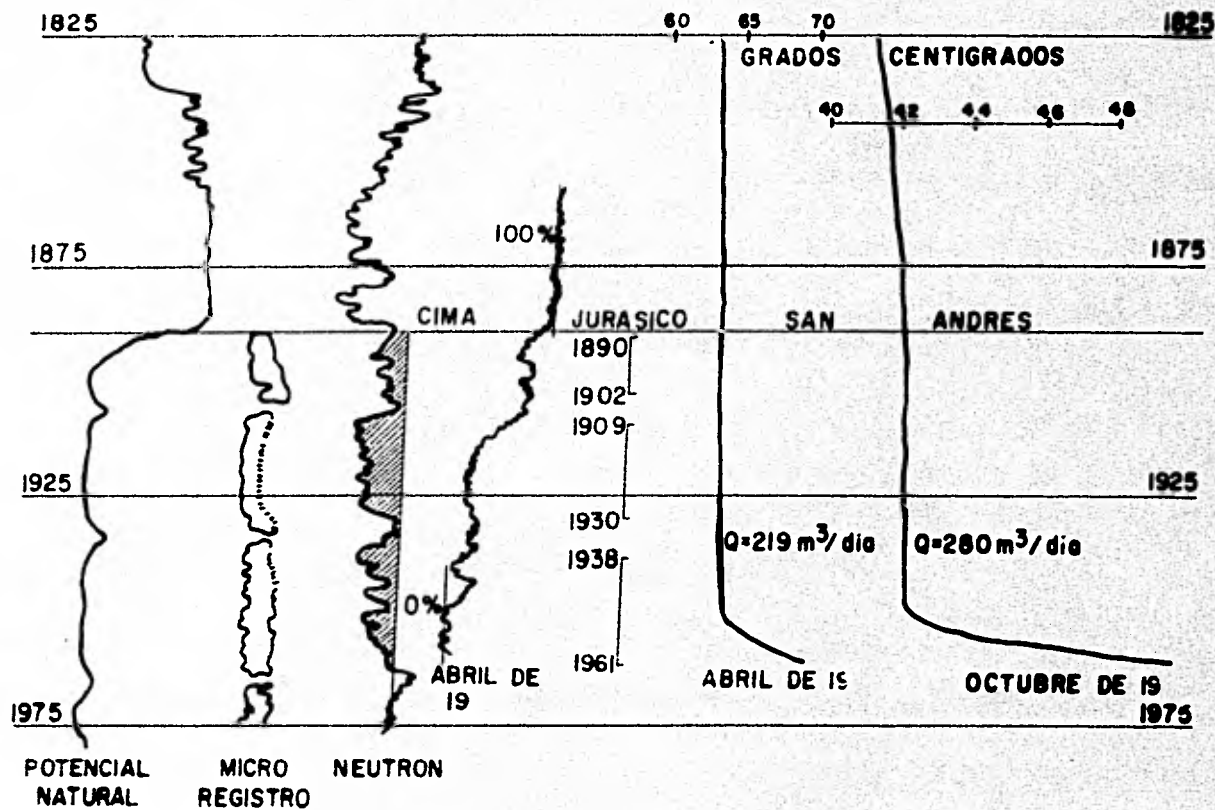 60 65 70
1825 1825
GRADOS CENTIGRADOS
40 42 44 46 48
100%
1875 1875
CIMA JURASICO SAN ANDRES
1890
1902
1909
1925 1925
1930
Q=219 m³/dia Q=280 m³/dia
1938
0%
1961
ABRIL DE
19
ABRIL DE 19
OCTUBRE DE 19
1975 1975
POTENCIAL
NATURAL
MICRO
REGISTRO
NEUTRON